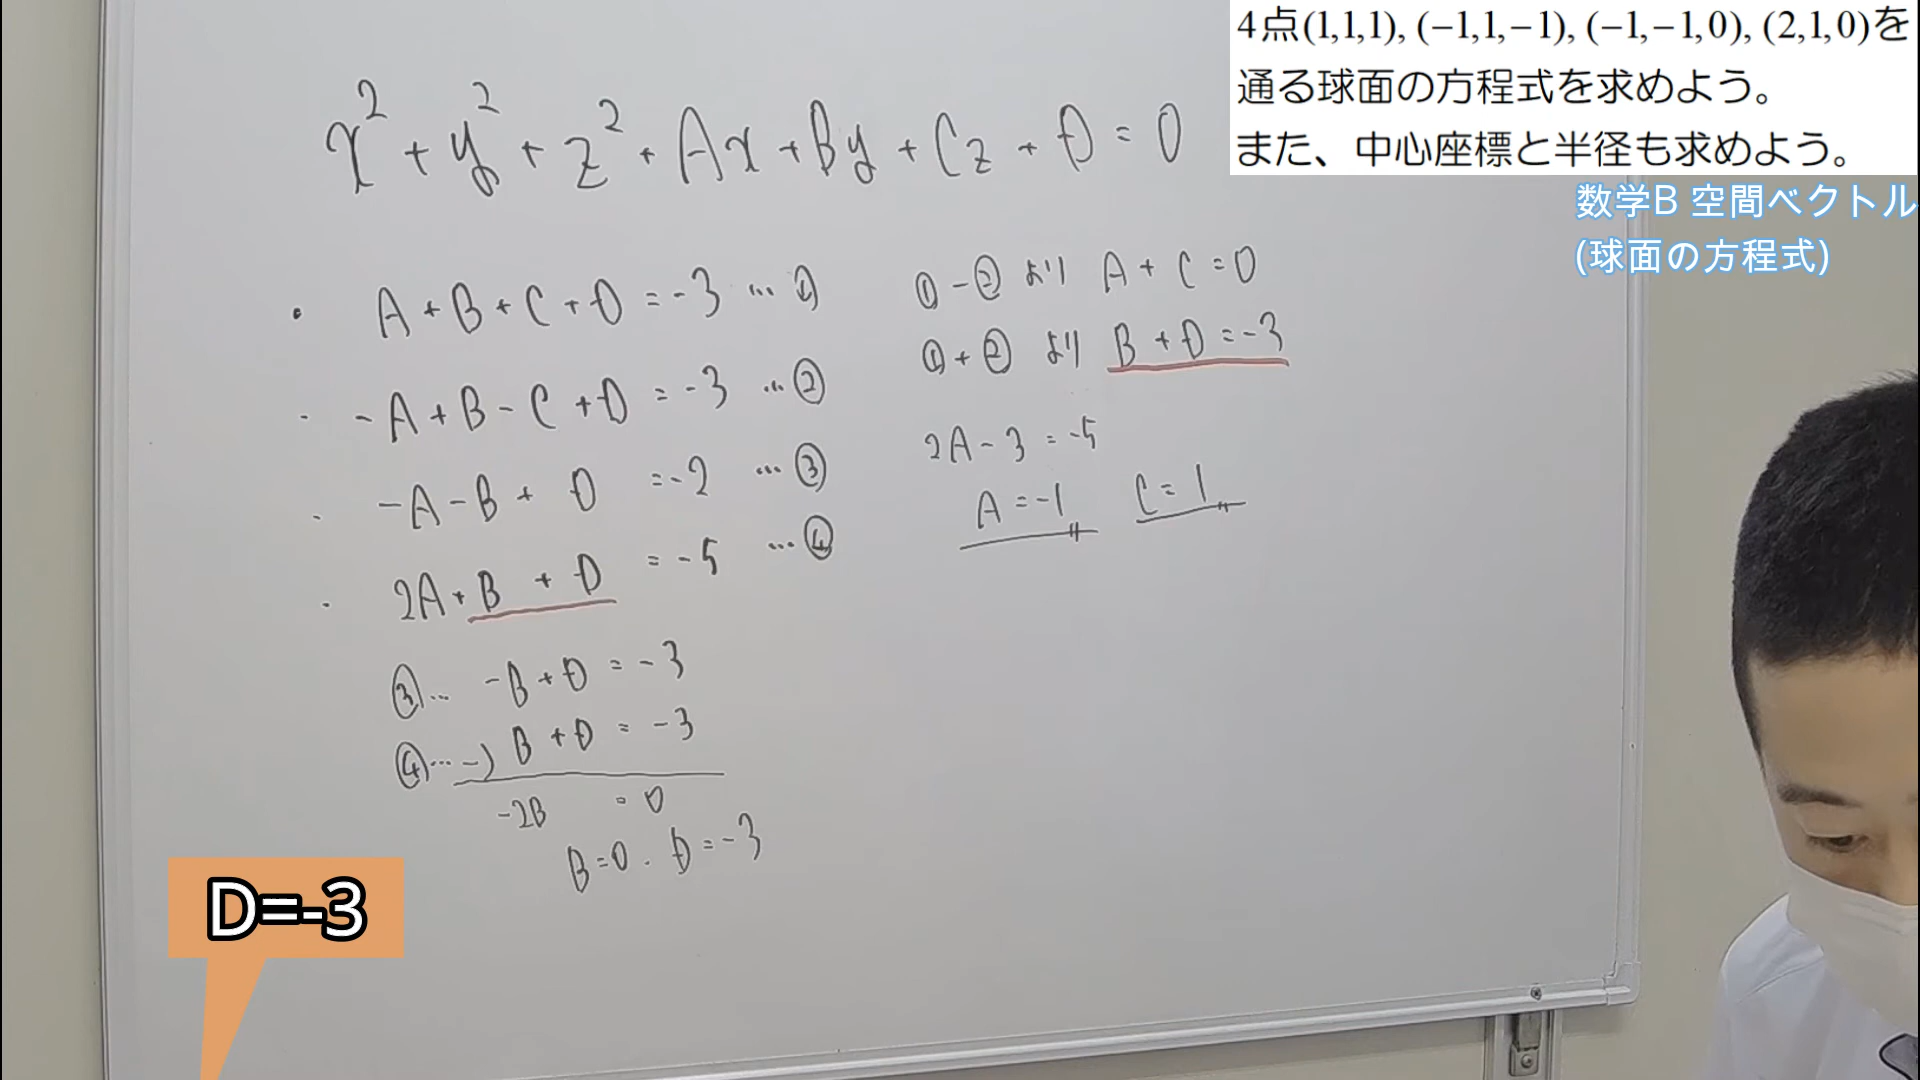 4点(1,1,1), (−1,1,−1), (−1,−1,0), (2,1,0)を
通る球面の方程式を求めよう。
また、中心座標と半径も求めよう。
数学B 空間ベクトル
(球面の方程式)
x² + y² + z² + Ax + By + Cz + D = 0
・ A + B + C + D = -3 … ①
・ -A + B - C + D = -3 … ②
・ -A - B + D = -2 … ③
・ 2A + B + D = -5 … ④
③… -B + D = -3
④… -) B + D = -3
-2B = 0
B = 0 . D = -3
① - ② より A + C = 0
① + ② より B + D = -3
2A - 3 = -5
A = -1 C = 1
D=-3